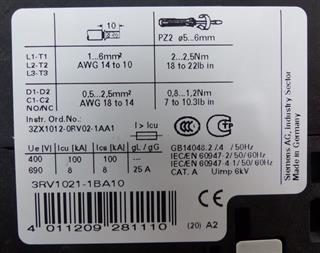 10
PZ2 ø5...6mm
L1-T1
L2-T2
L3-T3
1...6mm²
AWG 14 to 10
2...2,5Nm
18 to 22lb in
D1-D2
C1-C2
NO/NC
0,5...2,5mm²
AWG 18 to 14
0,8...1,2Nm
7 to 10.3lb in
Instr. Ord.No.:
3ZX1012-0RV02-1AA1
I > Icu
Ue [V] Icu [kA] Ics [kA] gL / gG
400 100 100 -
690 8 8 25 A
GB14048.2 /.4 / 50Hz
IEC/EN 60947-2/ 50/60Hz
IEC/EN 60947-4-1/ 50/60Hz
CAT. A Uimp 6kV
3RV1021-1BA10
4 011209 281110
(20) A2
Siemens AG, Industry Sector
Made in Germany